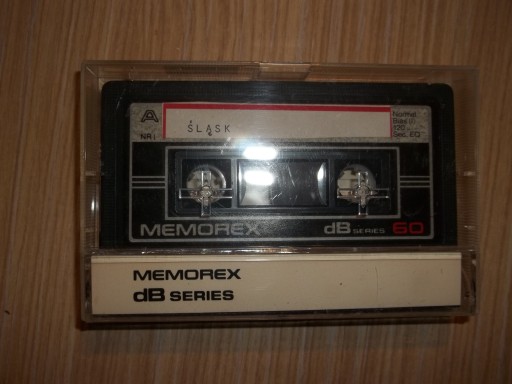 A
NR I
ŚLĄSK
Normal
Bias (I)
120
Sec. EQ
MEMOREX
dB SERIES 60
MEMOREX
dB SERIES